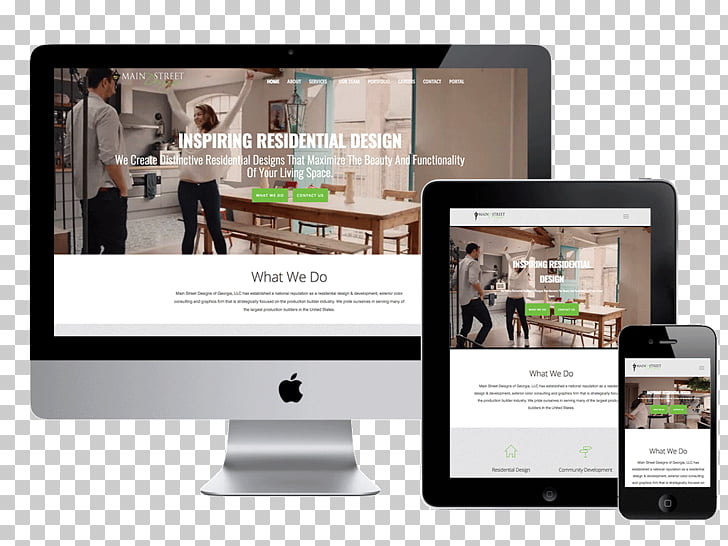 MAIN STREET
HOME ABOUT SERVICES OUR TEAM PORTFOLIO CAREERS CONTACT PORTAL
INSPIRING RESIDENTIAL DESIGN
We Create Distinctive Residential Designs That Maximize The Beauty And Functionality
Of Your Living Space.
WHAT WE DO CONTACT US
What We Do
Main Street Designs of Georgia, LLC has established a national reputation as a residential design & development, exterior color
consulting and graphics firm that is strategically focused on the production builder industry. We pride ourselves in serving many of
the largest production builders in the United States.
MAIN STREET
INSPIRING RESIDENTIAL
DESIGN
WHAT WE DO CONTACT US
What We Do
Main Street Designs of Georgia, LLC has established a national reputation as a residential
design & development, exterior color consulting and graphics firm that is strategically focused on
the production builder industry. We pride ourselves in serving many of the largest production
builders in the United States.
Residential Design Community Development
MAIN STREET
What We Do
Main Street Designs of Georgia,
LLC has established a national
reputation as a residential design
& development, exterior color
consulting and graphics firm that
is strategically focused on the